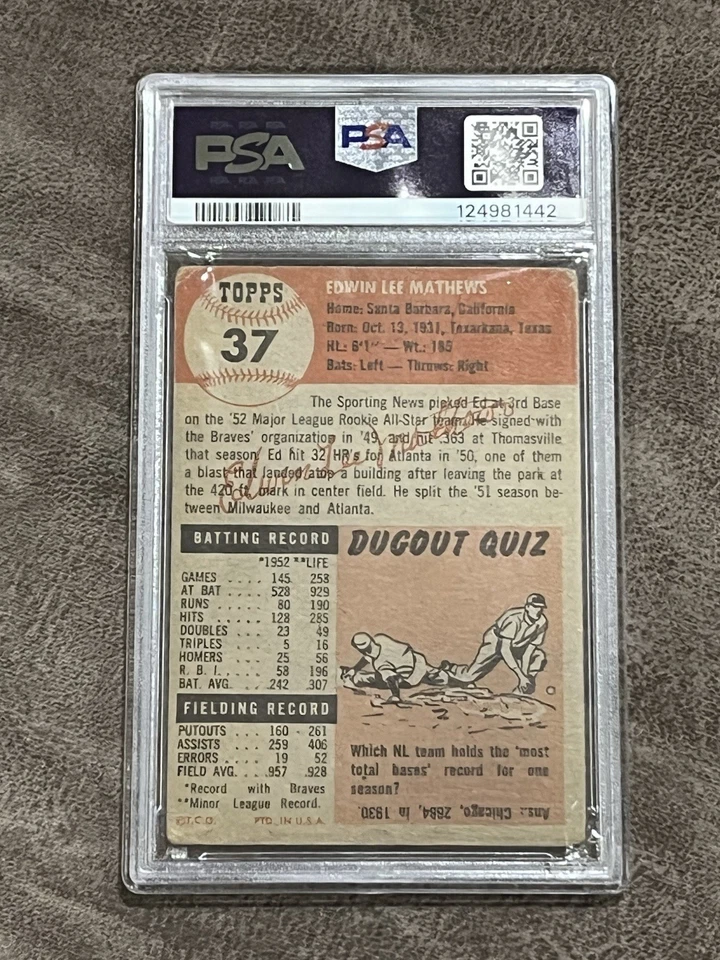 PSA
PSA
124981442
TOPPS
37
EDWIN LEE MATHEWS
Home: Santa Barbara, California
Born: Oct. 13, 1931, Texarkana, Texas
Ht.: 6'1" — Wt.: 185
Bats: Left — Throws: Right
The Sporting News picked Ed at 3rd Base
on the '52 Major League Rookie All-Star team. He signed with
the Braves' organization in '49, and hit .363 at Thomasville
that season. Ed hit 32 HR's for Atlanta in '50, one of them
a blast that landed atop a building after leaving the park at
the 420 ft. mark in center field. He split the '51 season be-
tween Milwaukee and Atlanta.
Edwin Lee Mathews
BATTING RECORD
*1952 **LIFE
GAMES .... 145 258
AT BAT .... 528 929
RUNS .... 80 190
HITS .... 128 285
DOUBLES .... 23 49
TRIPLES .... 5 16
HOMERS .... 25 56
R. B. I. .... 58 196
BAT. AVG. .242 .307
FIELDING RECORD
PUTOUTS ... 160 - 261
ASSISTS ... 259 406
ERRORS ... 19 52
FIELD AVG. .957 .928
*Record with Braves
**Minor League Record.
©T.C.G. PTD. IN U.S.A.
DUGOUT QUIZ
Which NL team holds the 'most
total bases' record for one
season?
Ans.: Chicago, 2684, in 1930.